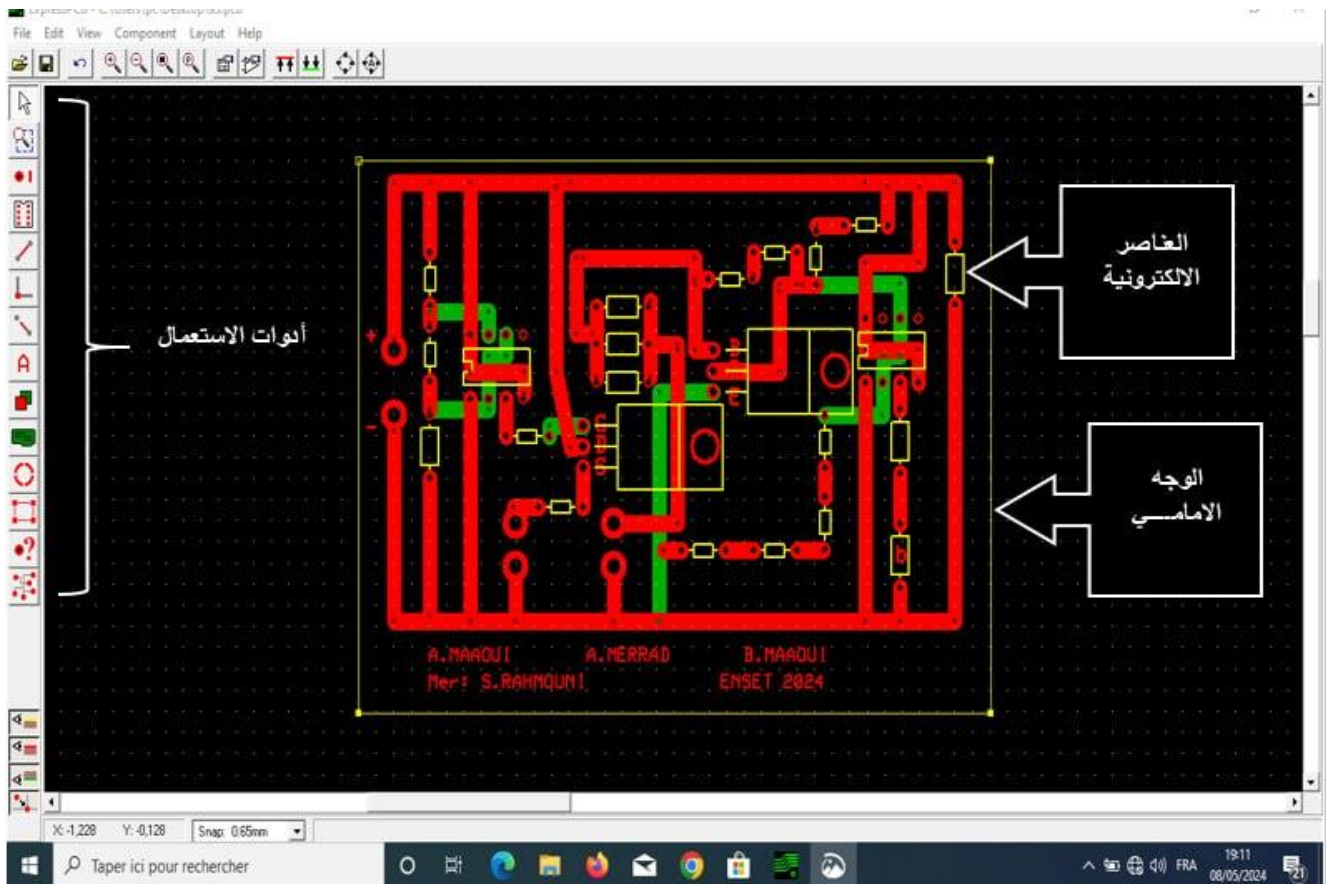 File Edit View Component Layout Help
أدوات الاستعمال
العناصر
الالكترونية
الوجه
الامامـــي
+
-
b
A.MAAOUI A.MERRAD B.MAAOUI
Mer: S.RAHMOUNI ENSET 2024
X:-1,228 Y:-0,128 Snap: 0.65mm
Taper ici pour rechercher
FRA
19:11
08/05/2024
21